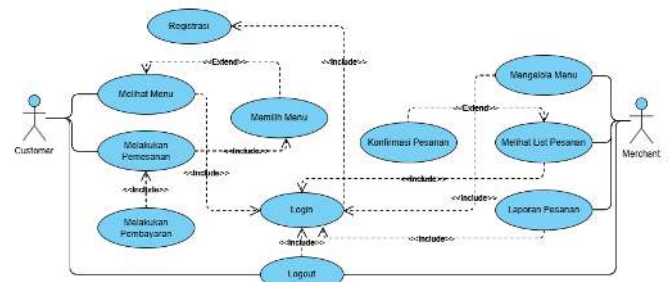 Registrasi
<<Include>>
<<Extend>>
<<Include>>
Melihat Menu
Mengelola Menu
Memilih Menu
<<Extend>>
Customer
Merchant
Konfirmasi Pesanan
Melihat List Pesanan
Melakukan
Pemesanan
<<Include>>
<<Include>>
<<Include>>
<<Include>>
<<Include>>
Login
Laporan Pesanan
Melakukan
Pembayaran
<<Include>>
<<Include>>
Logout